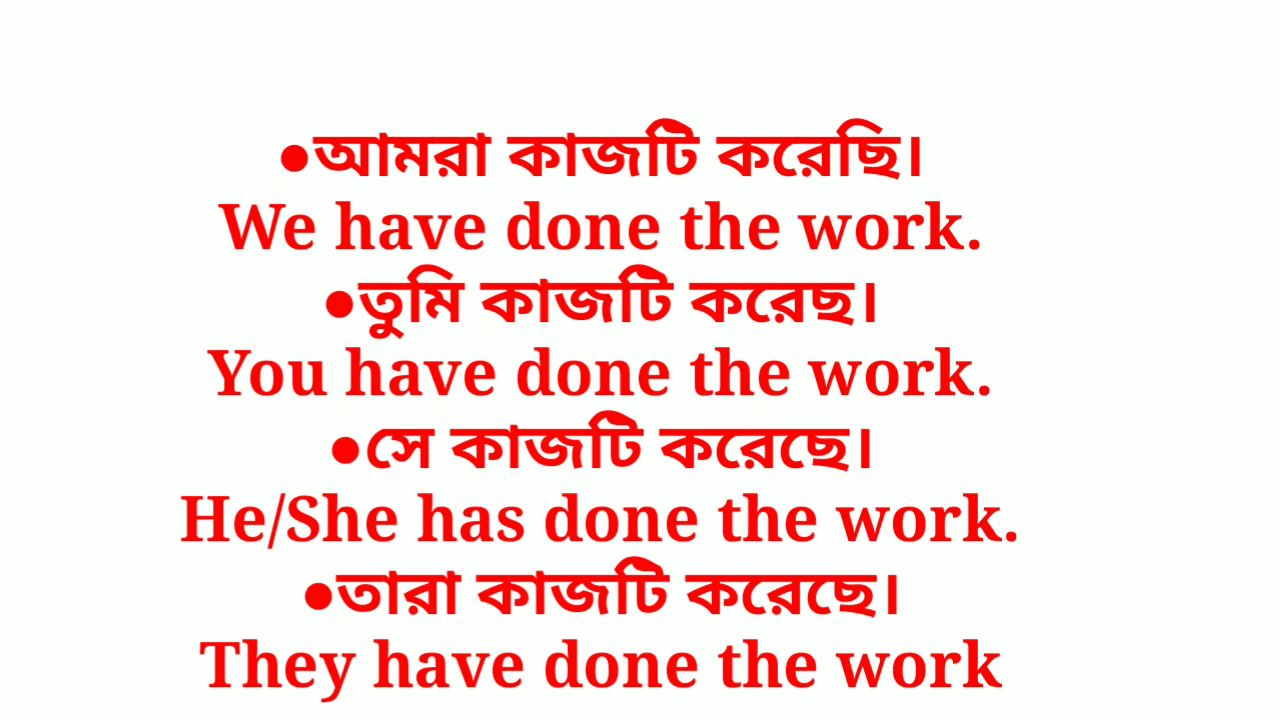 ●আমরা কাজটি করেছি।
We have done the work.
●তুমি কাজটি করেছ।
You have done the work.
●সে কাজটি করেছে।
He/She has done the work.
●তারা কাজটি করেছে।
They have done the work